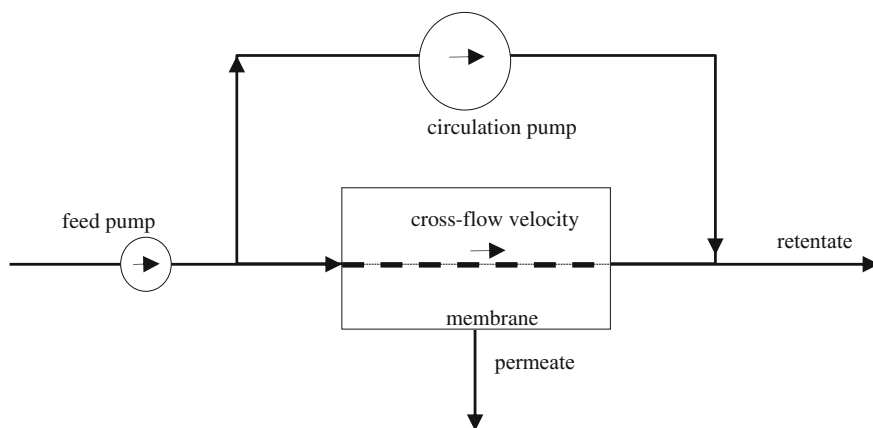 circulation pump
feed pump
cross-flow velocity
retentate
membrane
permeate